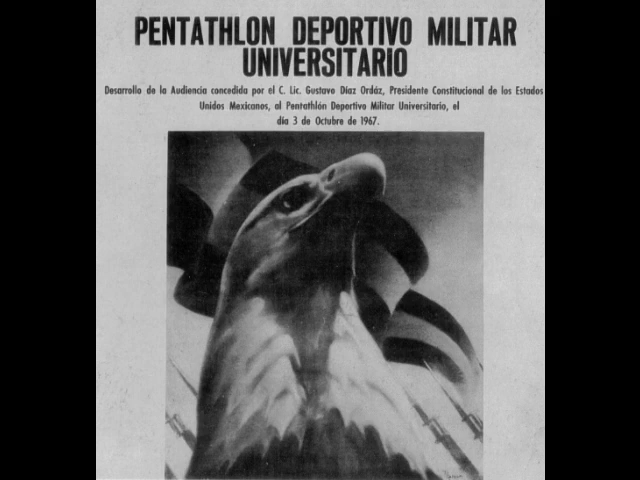 PENTATHLON DEPORTIVO MILITAR
UNIVERSITARIO
Desarrollo de la Audiencia concedida por el C. Lic. Gustavo Díaz Ordáz, Presidente Constitucional de los Estados
Unidos Mexicanos, al Pentathlón Deportivo Militar Universitario, el
día 3 de Octubre de 1967.